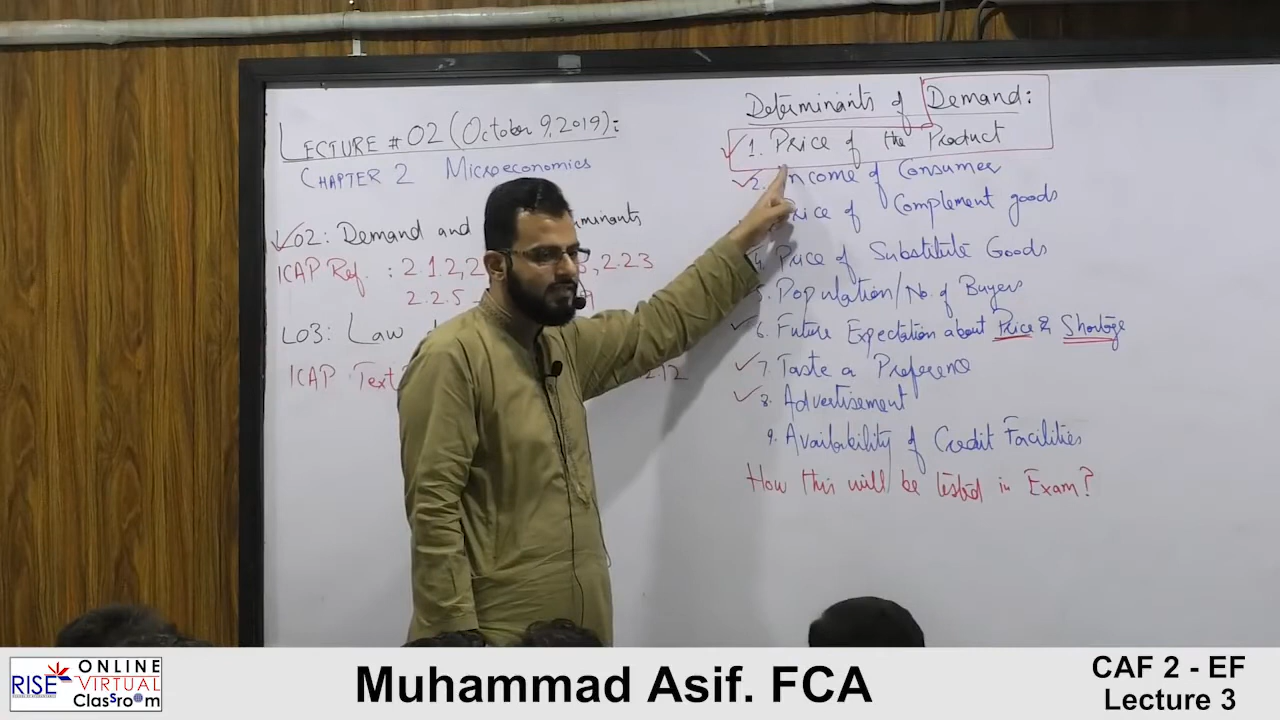 LECTURE # 02 (October 9, 2019):
CHAPTER 2 Microeconomics
LO2: Demand and
ICAP Ref. : 2.1.2, 2 , 2.2.3
2.2.5
LO3: Law
ICAP Text
Determinants of Demand:
1. Price of the Product
2. Income of Consumer
Price of Complement goods
4. Price of Substitute Goods
5. Population/No. of Buyers
6. Future Expectation about Price & Shortage
7. Taste a Preference
8. Advertisement
9. Availability of Credit Facilities
How this will be tested in Exam?
RISE ONLINE VIRTUAL Classroom
Muhammad Asif. FCA
CAF 2 - EF
Lecture 3